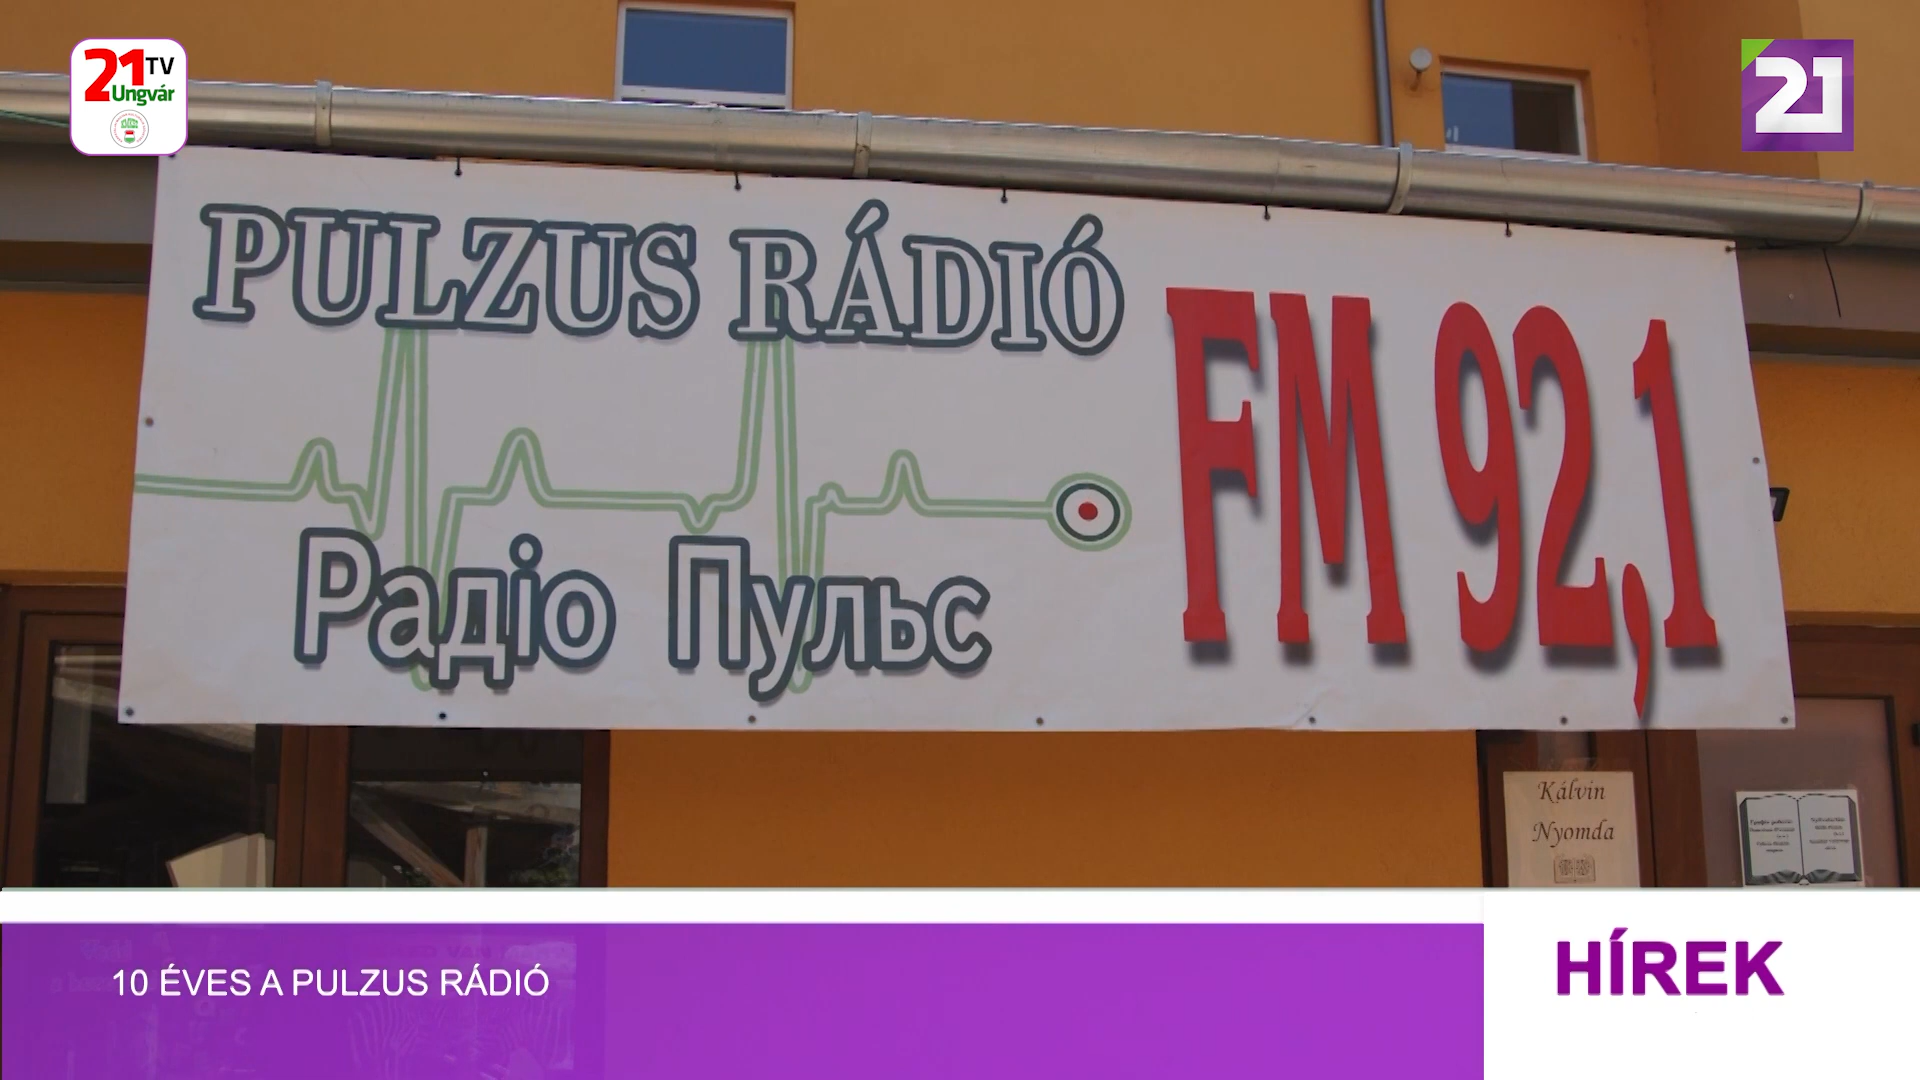 21 TV
Ungvár
21
PULZUS RÁDIÓ
FM 92,1
Радіо Пульс
Kálvin
Nyomda
10 ÉVES A PULZUS RÁDIÓ
HÍREK